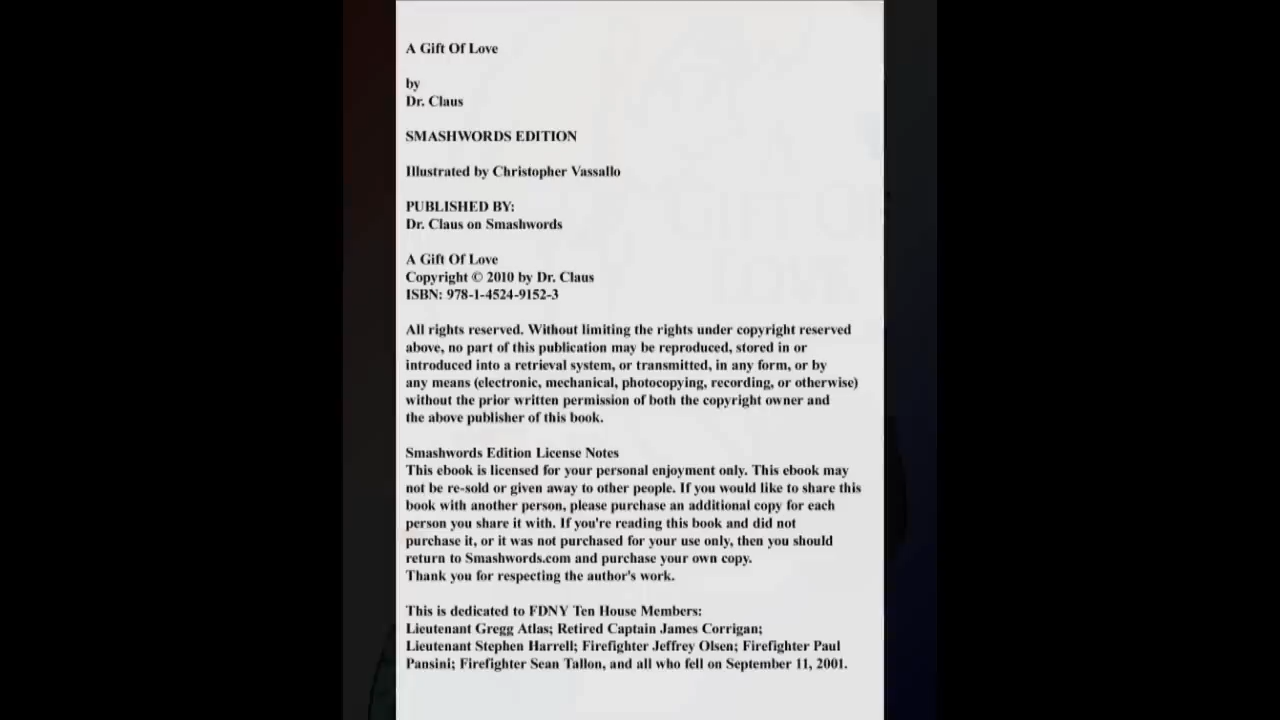 A Gift Of Love
by
Dr. Claus
SMASHWORDS EDITION
Illustrated by Christopher Vassallo
PUBLISHED BY:
Dr. Claus on Smashwords
A Gift Of Love
Copyright © 2010 by Dr. Claus
ISBN: 978-1-4524-9152-3
All rights reserved. Without limiting the rights under copyright reserved
above, no part of this publication may be reproduced, stored in or
introduced into a retrieval system, or transmitted, in any form, or by
any means (electronic, mechanical, photocopying, recording, or otherwise)
without the prior written permission of both the copyright owner and
the above publisher of this book.
Smashwords Edition License Notes
This ebook is licensed for your personal enjoyment only. This ebook may
not be re-sold or given away to other people. If you would like to share this
book with another person, please purchase an additional copy for each
person you share it with. If you're reading this book and did not
purchase it, or it was not purchased for your use only, then you should
return to Smashwords.com and purchase your own copy.
Thank you for respecting the author's work.
This is dedicated to FDNY Ten House Members:
Lieutenant Gregg Atlas; Retired Captain James Corrigan;
Lieutenant Stephen Harrell; Firefighter Jeffrey Olsen; Firefighter Paul
Pansini; Firefighter Sean Tallon, and all who fell on September 11, 2001.